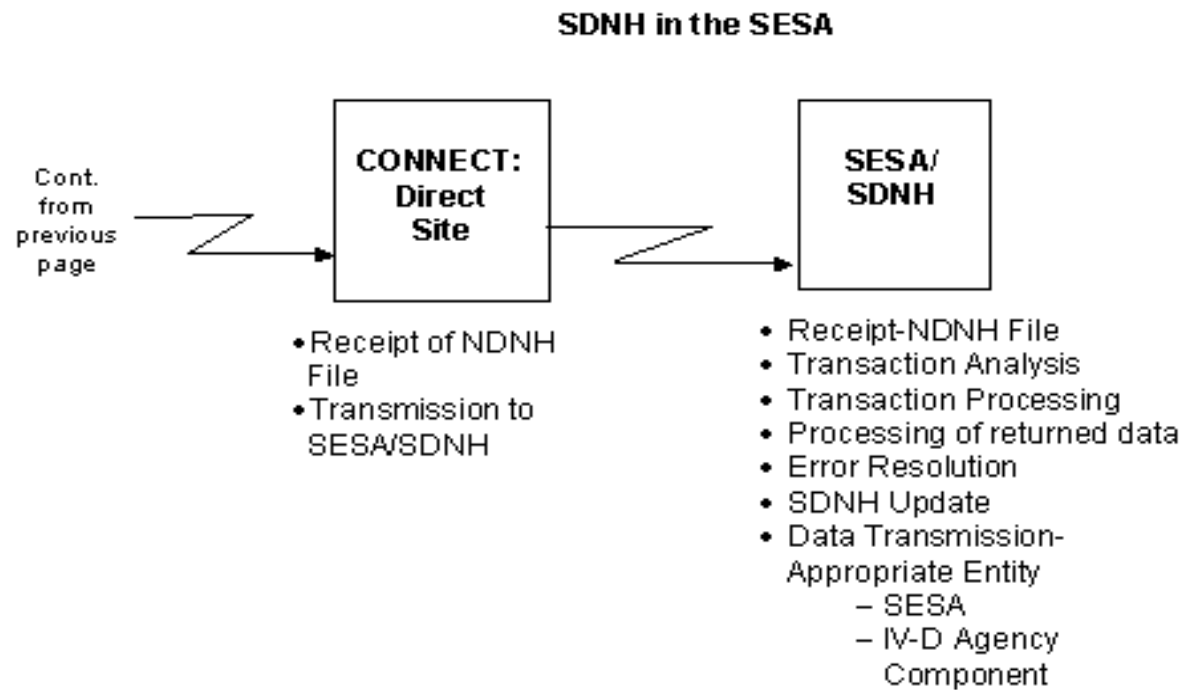 SDNH in the SESA
Cont.
from
previous
page
CONNECT:
Direct
Site
• Receipt of NDNH
File
• Transmission to
SESA/SDNH
SESA/
SDNH
• Receipt-NDNH File
• Transaction Analysis
• Transaction Processing
• Processing of returned data
• Error Resolution
• SDNH Update
• Data Transmission-
Appropriate Entity
– SESA
– IV-D Agency
Component